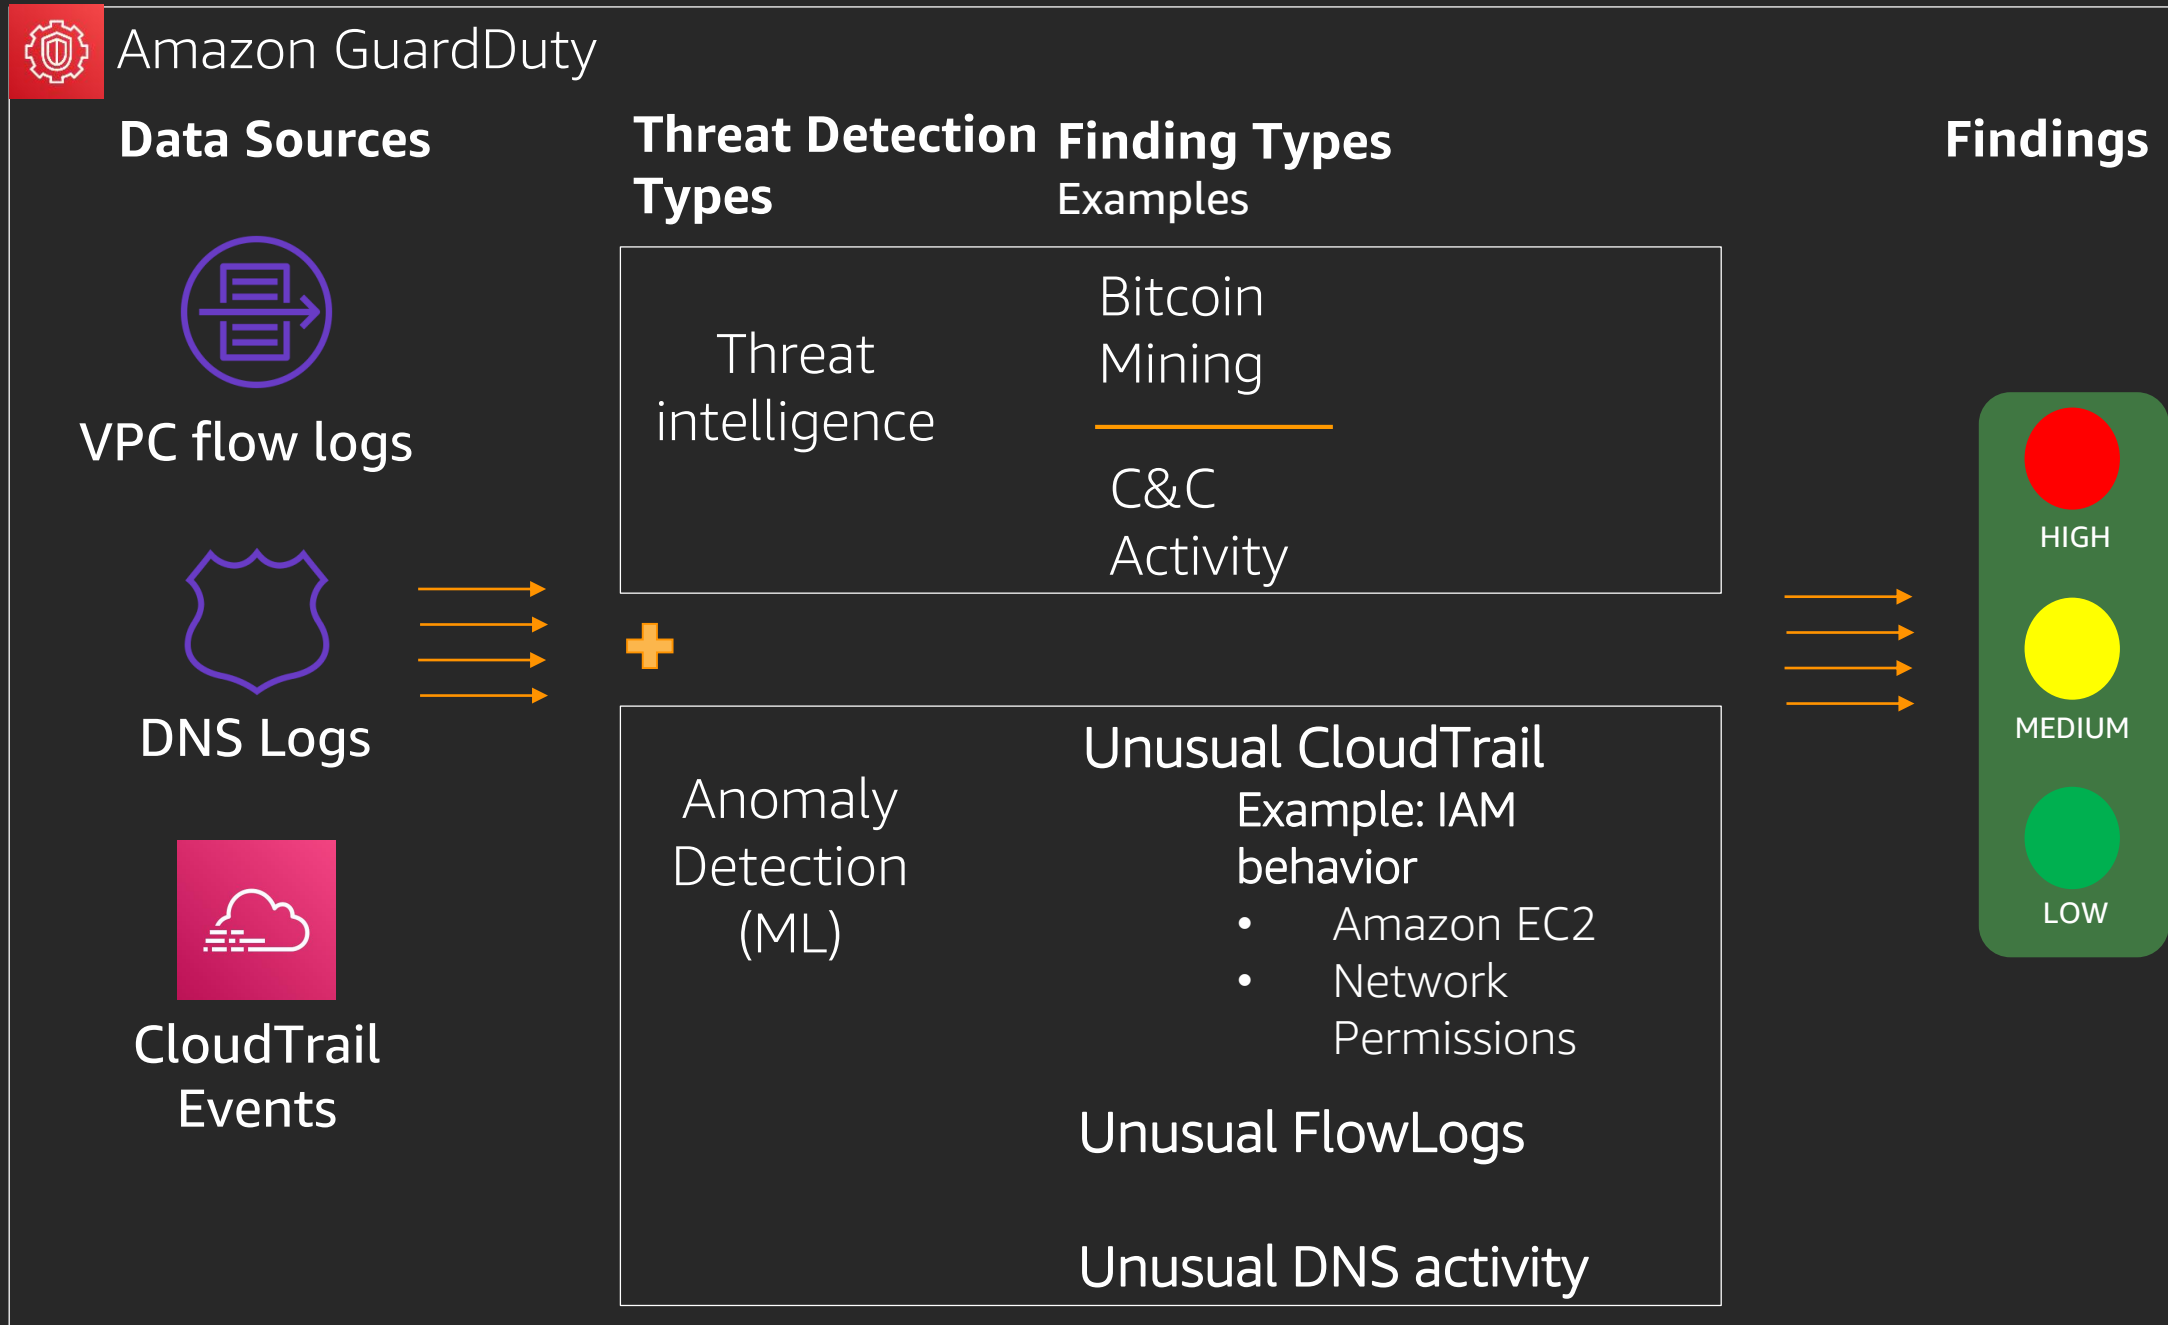 Amazon GuardDuty
Data Sources
VPC flow logs
DNS Logs
CloudTrail
Events
Threat Detection
Types
Finding Types
Examples
Threat
intelligence
Bitcoin
Mining
C&C
Activity
Anomaly
Detection
(ML)
Unusual CloudTrail
Example: IAM
behavior
• Amazon EC2
• Network
Permissions
Unusual FlowLogs
Unusual DNS activity
Findings
HIGH
MEDIUM
LOW